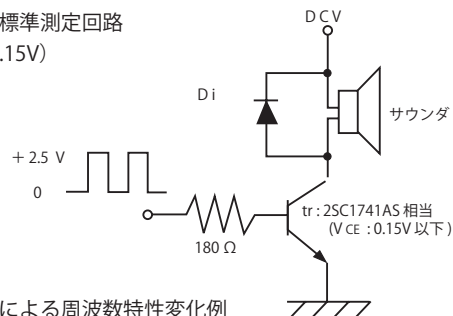 標準測定回路
.15V）
DCV
Di
サウンダ
＋2.5 V
0
180 Ω
tr : 2SC1741AS 相当
(VCE : 0.15V 以下)
による周波数特性変化例